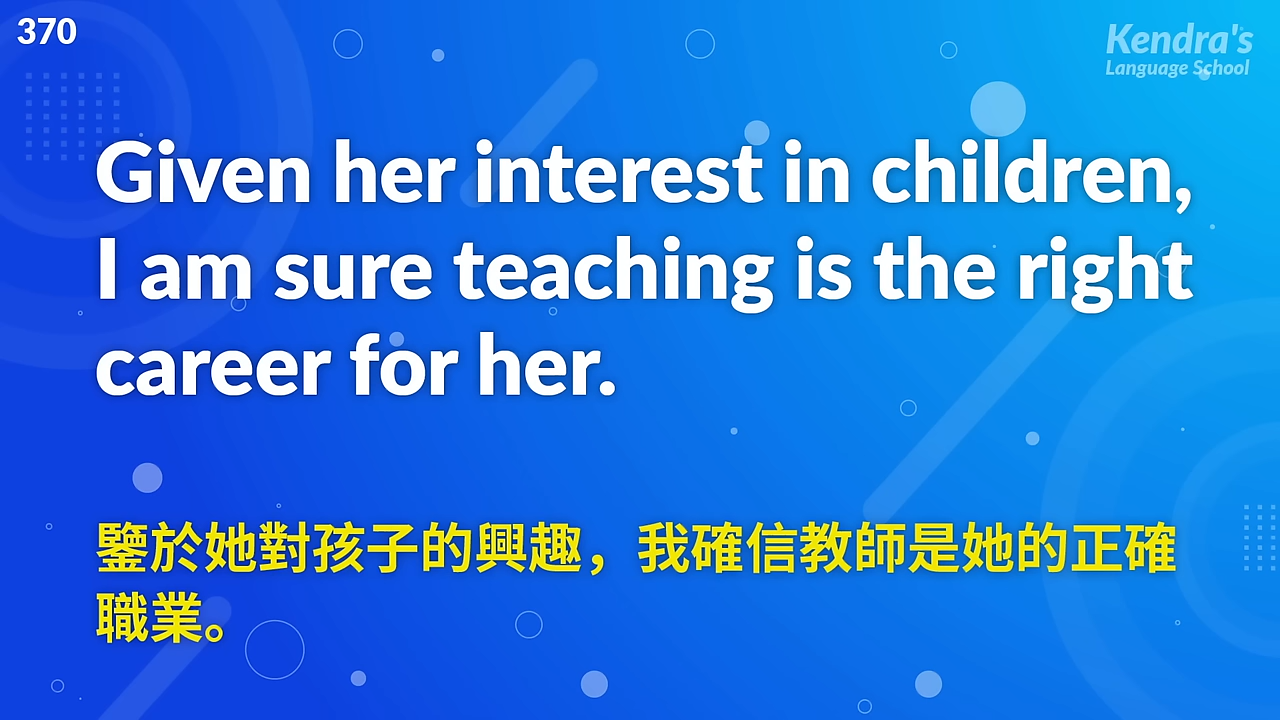 370
Kendra's
Language School
Given her interest in children,
I am sure teaching is the right
career for her.
鑒於她對孩子的興趣，我確信教師是她的正確
職業。